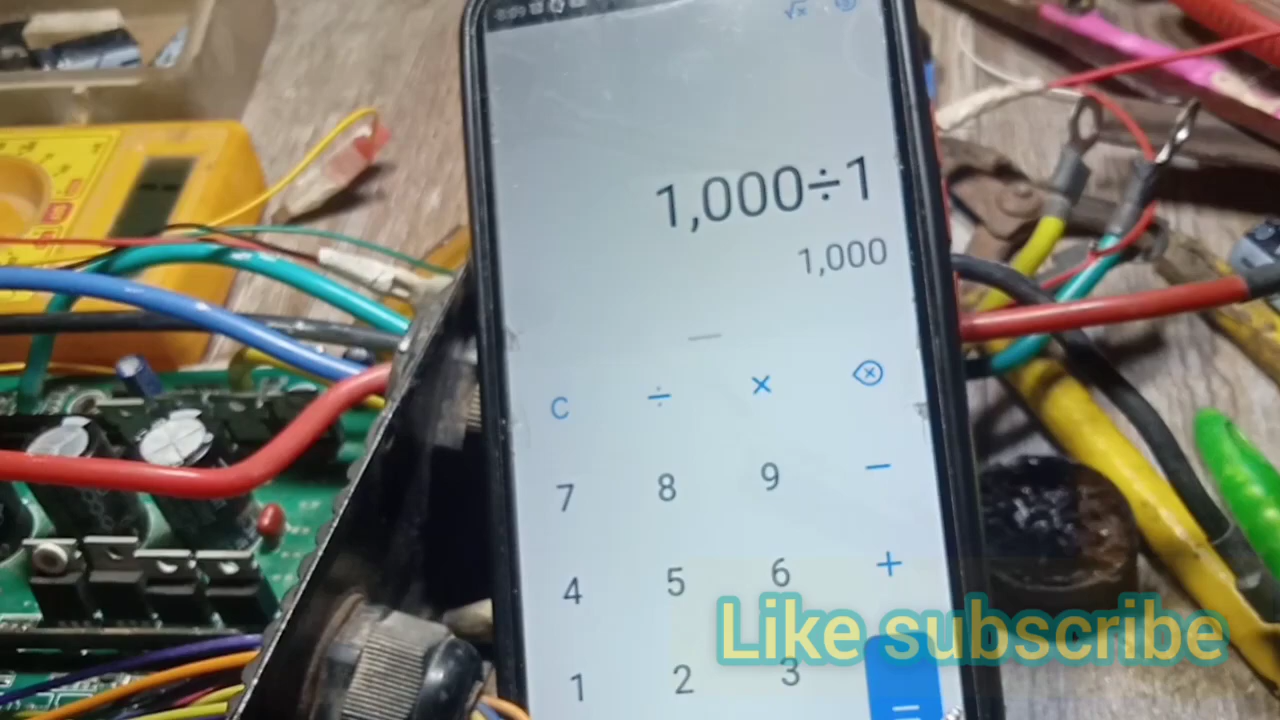 √x
1,000÷1
1,000
C ÷ ×
7 8 9 −
4 5 6 +
1 2 3 =
Like subscribe